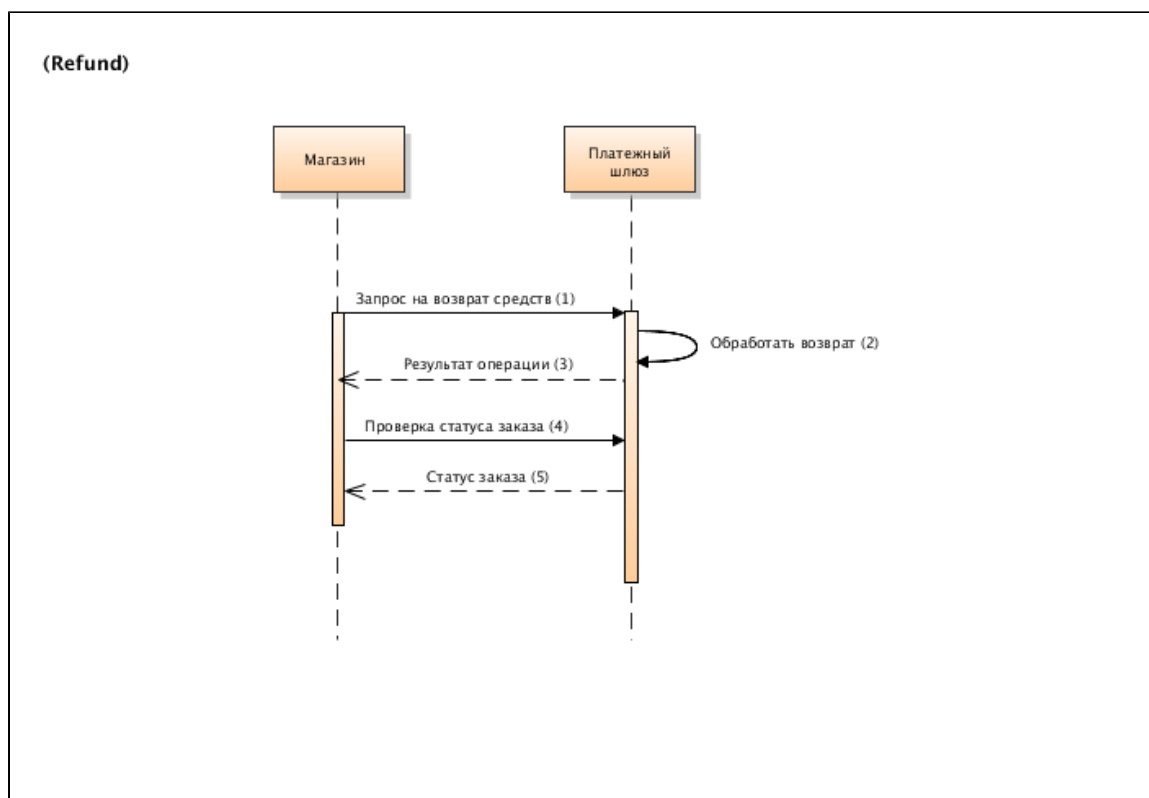 (Refund)
Магазин
Платежный
шлюз
Запрос на возврат средств (1)
Обработать возврат (2)
Результат операции (3)
Проверка статуса заказа (4)
Статус заказа (5)